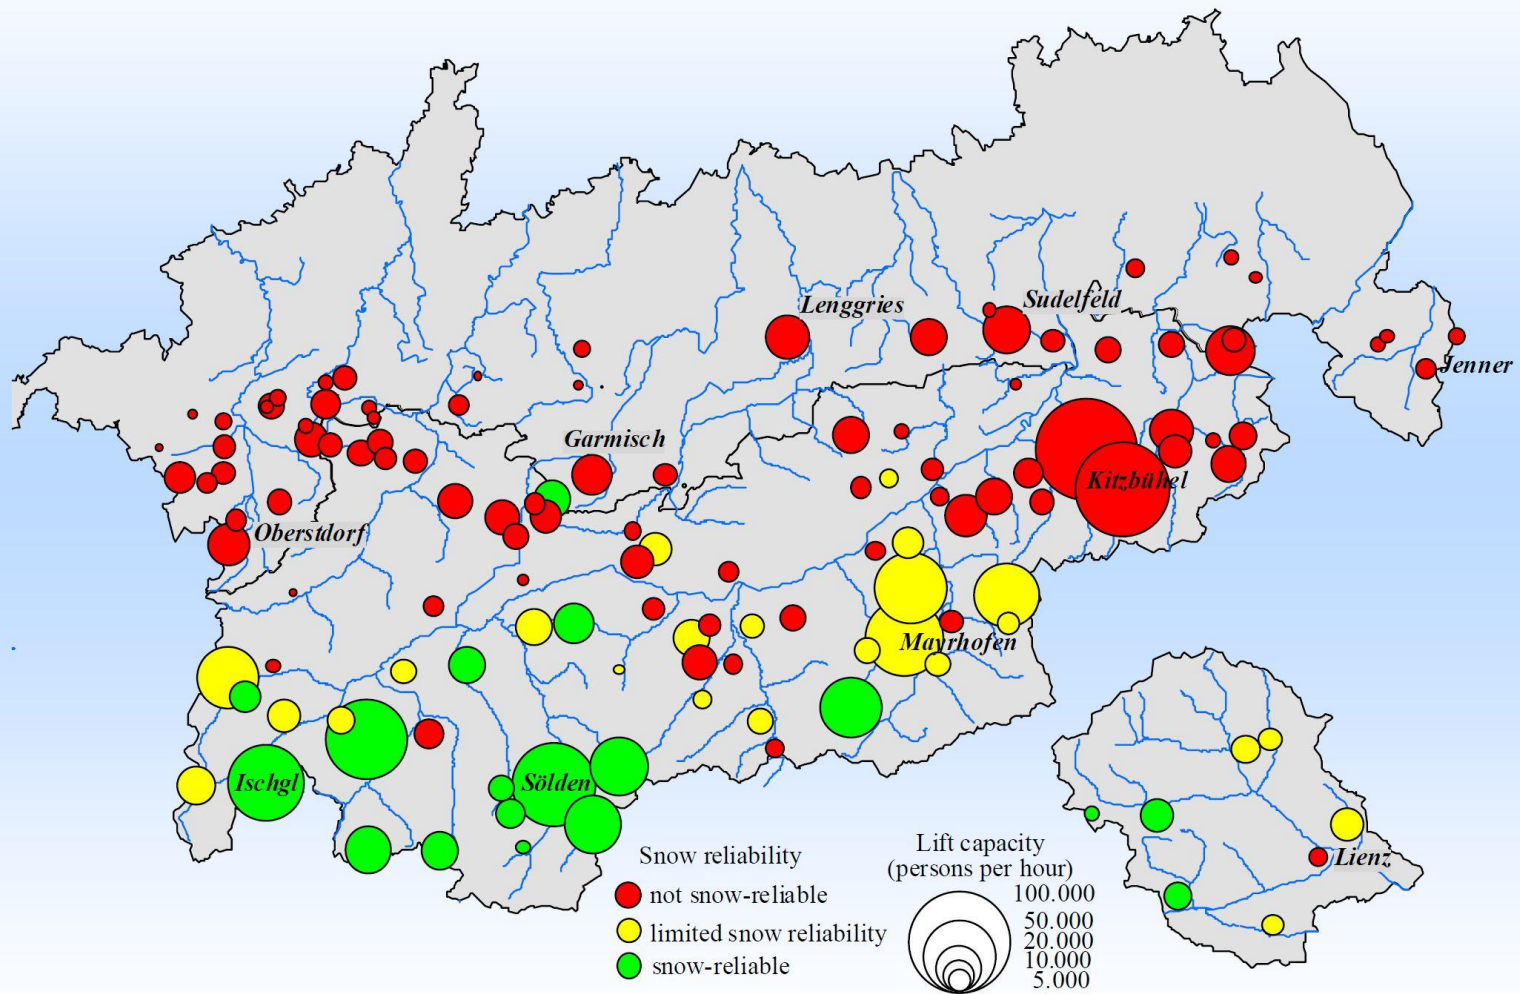 Lenggries
Sudelfeld
Jenner
Garmisch
Kitzbühel
Oberstdorf
Mayrhofen
Ischgl
Sölden
Lienz
Snow reliability
not snow-reliable
limited snow reliability
snow-reliable
Lift capacity
(persons per hour)
100.000
50.000
20.000
10.000
5.000